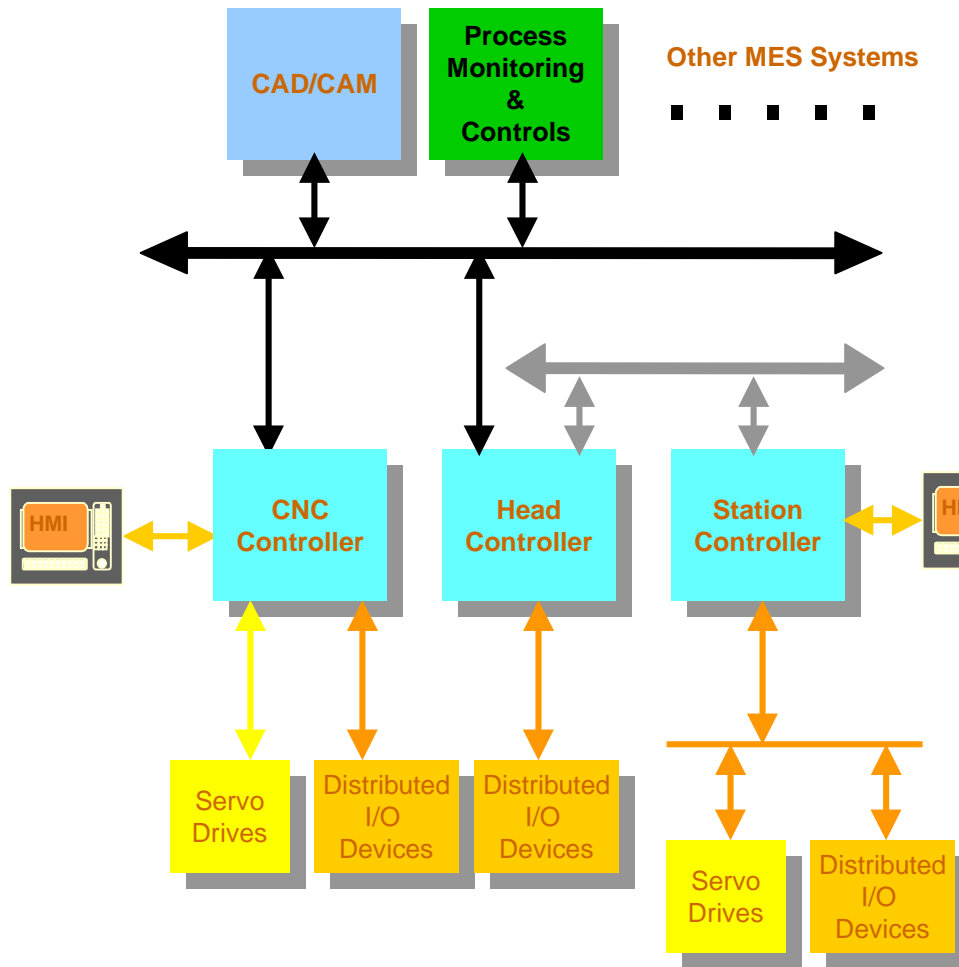 CAD/CAM
Process
Monitoring
&
Controls
Other MES Systems
HMI
CNC
Controller
Head
Controller
Station
Controller
Servo
Drives
Distributed
I/O
Devices
Distributed
I/O
Devices
Servo
Drives
Distributed
I/O
Devices